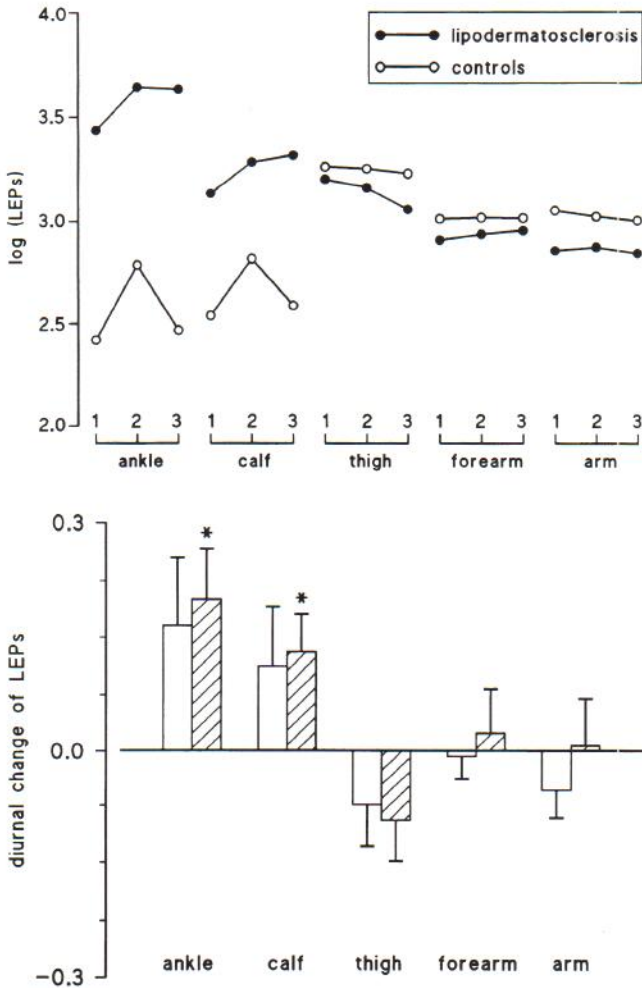 4.0
lipodermatosclerosis
controls
3.5
log (LEPs)
3.0
2.5
2.0
1 2 3 1 2 3 1 2 3 1 2 3 1 2 3
ankle calf thigh forearm arm
0.3
* *
diurnal change of LEPs
0.0
ankle calf thigh forearm arm
−0.3